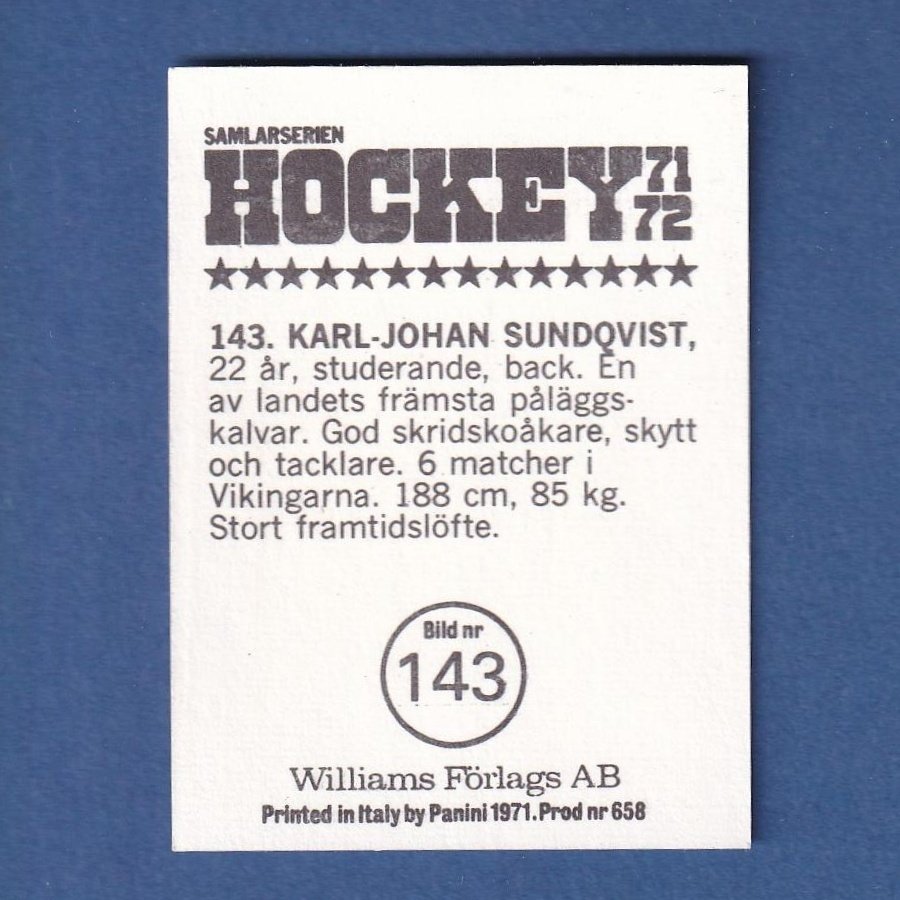 SAMLARSERIEN
HOCKEY 71 72
143. KARL-JOHAN SUNDQVIST,
22 år, studerande, back. En
av landets främsta påläggs-
kalvar. God skridskoåkare, skytt
och tacklare. 6 matcher i
Vikingarna. 188 cm, 85 kg.
Stort framtidslöfte.
Bild nr
143
Williams Förlags AB
Printed in Italy by Panini 1971. Prod nr 658